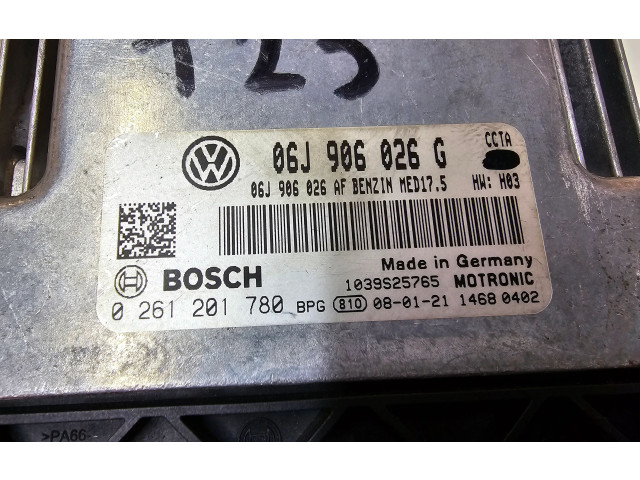 125
06J 906 026 G
CCTA
06J 906 026 AF BENZIN MED17.5
HW: H03
Made in Germany
BOSCH
1039S25765 MOTRONIC
0 261 201 780 BPG 810 08-01-21 1468 0402
>PA66-